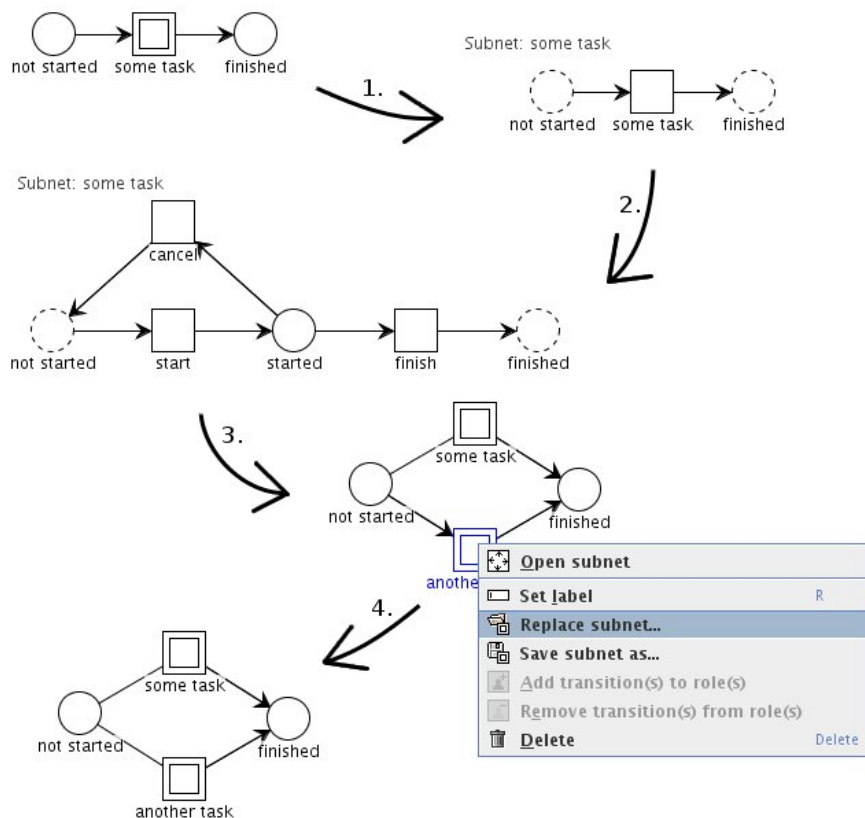 not started some task finished
Subnet: some task
1.
not started some task finished
Subnet: some task
2.
cancel
not started start started finish finished
3.
some task
not started finished
another
Open subnet
Set label R
Replace subnet...
Save subnet as...
Add transition(s) to role(s)
Remove transition(s) from role(s)
Delete Delete
4.
some task
not started finished
another task